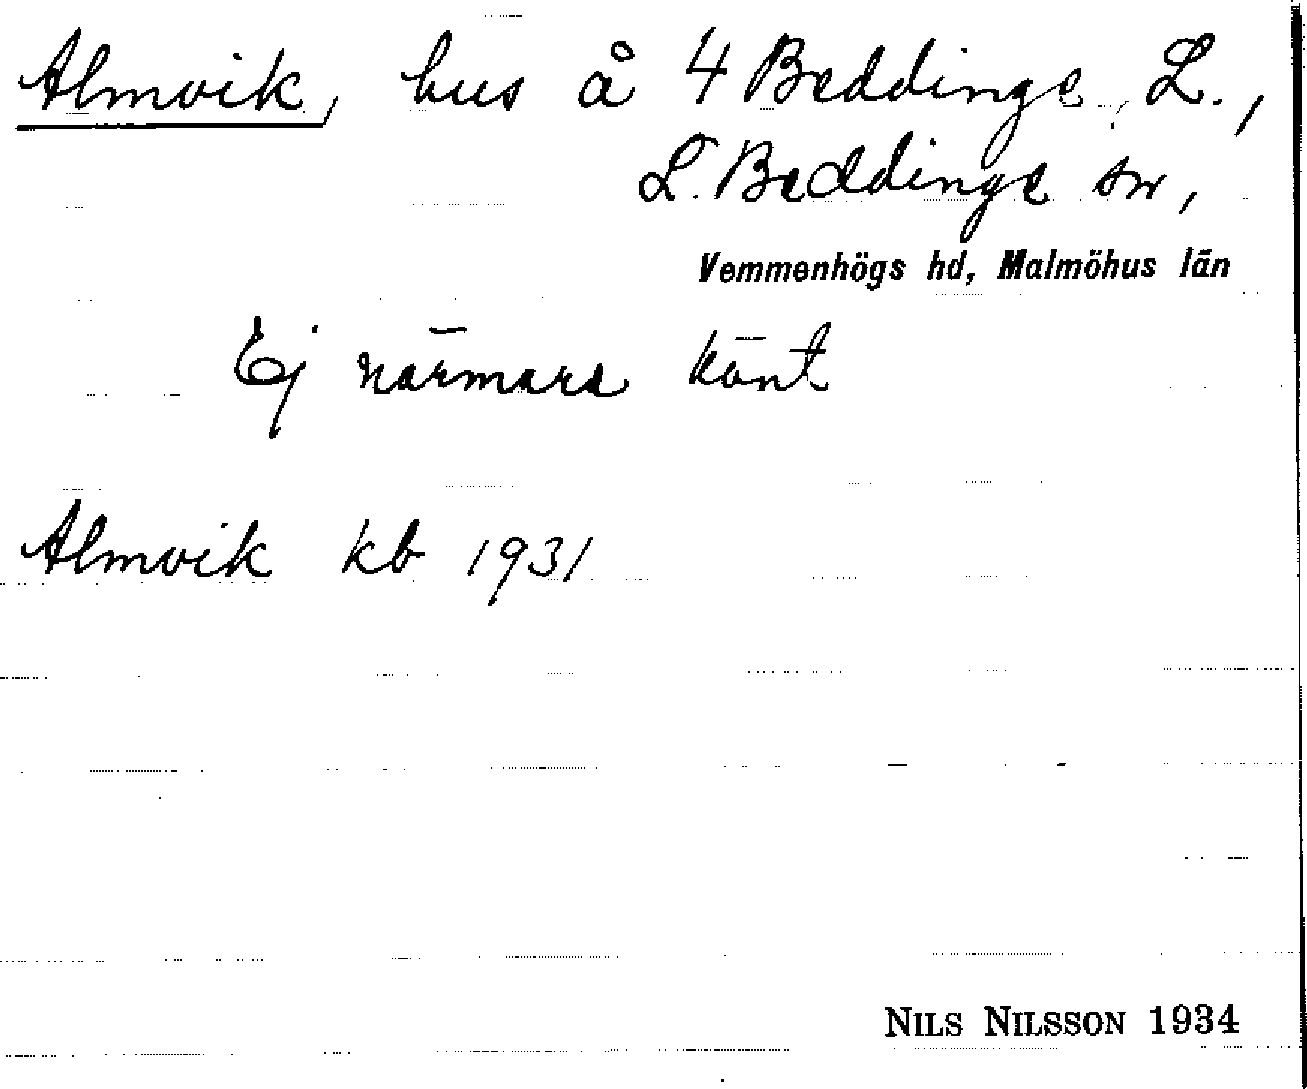 Almvik, hus å 4 Beddinge, L.,
L. Beddinge sn,
Vemmenhögs hd, Malmöhus län
Ej närmare känt
Almvik kb 1931
NILS NILSSON 1934